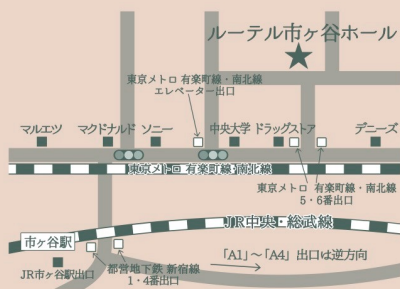 ルーテル市ヶ谷ホール
東京メトロ 有楽町線・南北線
エレベーター出口
マルエツ
マクドナルド
ソニー
中央大学
ドラッグストア
デニーズ
東京メトロ 有楽町線・南北線
東京メトロ 有楽町線・南北線
5・6番出口
JR中央・総武線
市ヶ谷駅
「A1」〜「A4」出口は逆方向
都営地下鉄 新宿線
1・4番出口
JR市ヶ谷駅出口